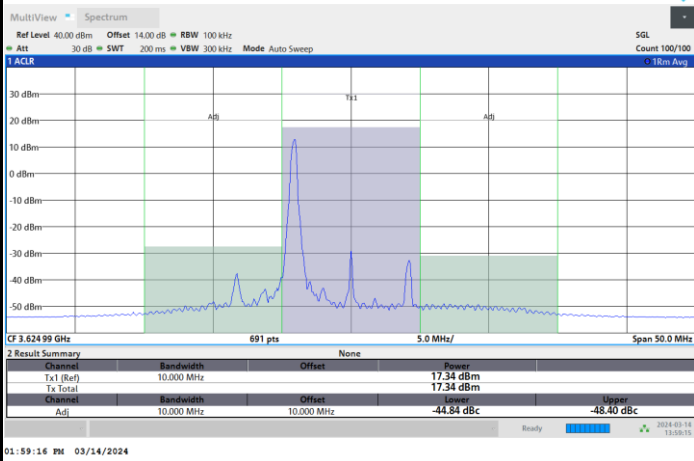 MultiView Spectrum
Ref Level 40.00 dBm Offset 14.00 dB RBW 100 kHz SGL
Att 30 dB SWT 200 ms VBW 300 kHz Mode Auto Sweep Count 100/100
1 ACLR 1Rm Avg
30 dBm
Tx1
20 dBm Adj Adj
10 dBm
0 dBm
-10 dBm
-20 dBm
-30 dBm
-40 dBm
-50 dBm
CF 3.624 99 GHz 691 pts 5.0 MHz/ Span 50.0 MHz
2 Result Summary None
Channel Bandwidth Offset Power
Tx1 (Ref) 10.000 MHz 17.34 dBm
Tx Total 17.34 dBm
Channel Bandwidth Offset Lower Upper
Adj 10.000 MHz 10.000 MHz -44.84 dBc -48.40 dBc
Ready 2024-03-14
13:59:15
01:59:16 PM 03/14/2024